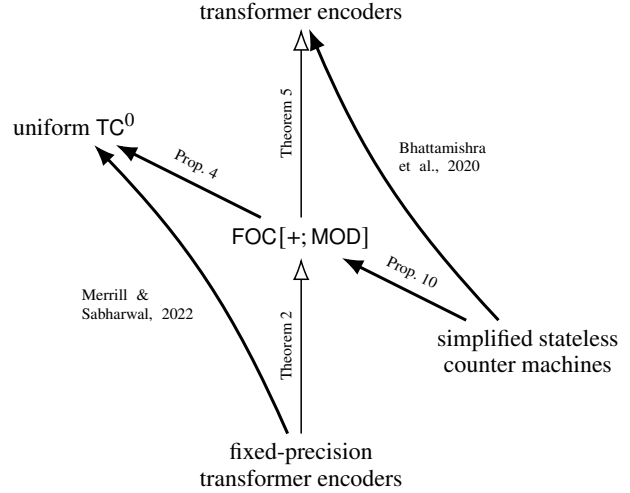 transformer encoders
Theorem 5
Bhattamishra
et al., 2020
uniform TC⁰
Prop. 4
FOC[+; MOD]
Prop. 10
Merrill &
Sabharwal, 2022
Theorem 2
simplified stateless
counter machines
fixed-precision
transformer encoders